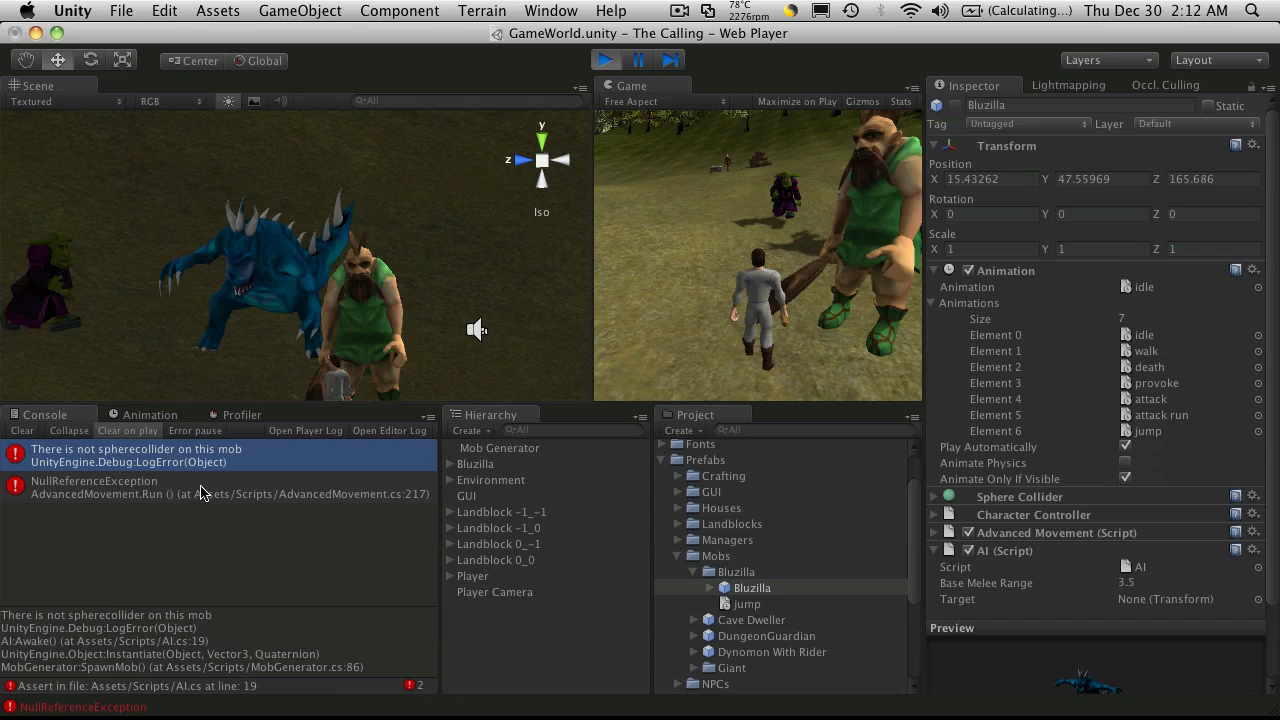 Unity File Edit Assets GameObject Component Terrain Window Help 78°C 2276rpm (Calculating... ) Thu Dec 30 2:12 AM
GameWorld.unity – The Calling – Web Player
Center Global Layers Layout
Scene
Textured RGB All
y
z
Iso
Game
Free Aspect Maximize on Play Gizmos Stats
Inspector Lightmapping Occl. Culling
Bluzilla Static
Tag Untagged Layer Default
Transform
Position
X 15.43262 Y 47.55969 Z 165.686
Rotation
X 0 Y 0 Z 0
Scale
X 1 Y 1 Z 1
Animation
Animation idle
Animations
Size 7
Element 0 idle
Element 1 walk
Element 2 death
Element 3 provoke
Element 4 attack
Element 5 attack run
Element 6 jump
Play Automatically
Animate Physics
Animate Only If Visible
Sphere Collider
Character Controller
Advanced Movement (Script)
AI (Script)
Script AI
Base Melee Range 3.5
Target None (Transform)
Preview
Console Animation Profiler
Clear Collapse Clear on play Error pause Open Player Log Open Editor Log
There is not spherecollider on this mob
UnityEngine.Debug:LogError(Object)
NullReferenceException
AdvancedMovement.Run () (at Assets/Scripts/AdvancedMovement.cs:217)
There is not spherecollider on this mob
UnityEngine.Debug:LogError(Object)
AI:Awake() (at Assets/Scripts/AI.cs:19)
UnityEngine.Object:Instantiate(Object, Vector3, Quaternion)
MobGenerator:SpawnMob() (at Assets/Scripts/MobGenerator.cs:86)
Assert in file: Assets/Scripts/AI.cs at line: 19 2
NullReferenceException
Hierarchy
Create All
Mob Generator
Bluzilla
Environment
GUI
Landblock -1_-1
Landblock -1_0
Landblock 0_-1
Landblock 0_0
Player
Player Camera
Project
Create All
Fonts
Prefabs
Crafting
GUI
Houses
Landblocks
Managers
Mobs
Bluzilla
Bluzilla
jump
Cave Dweller
DungeonGuardian
Dynomon With Rider
Giant
NPCs